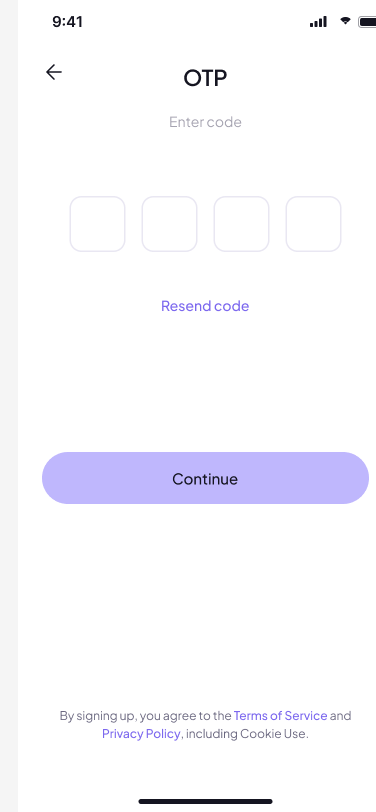 9:41
OTP
Enter code
Resend code
Continue
By signing up, you agree to the Terms of Service and
Privacy Policy, including Cookie Use.